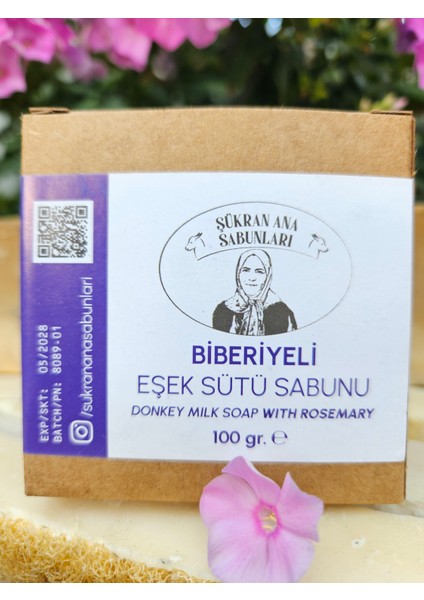 ŞÜKRAN ANA
SABUNLARI
BİBERİYELİ
EŞEK SÜTÜ SABUNU
DONKEY MILK SOAP WITH ROSEMARY
100 gr. ℮
EXP/SKT: 05/2028
BATCH/PN: 8089-01
/sukrananasabunlari